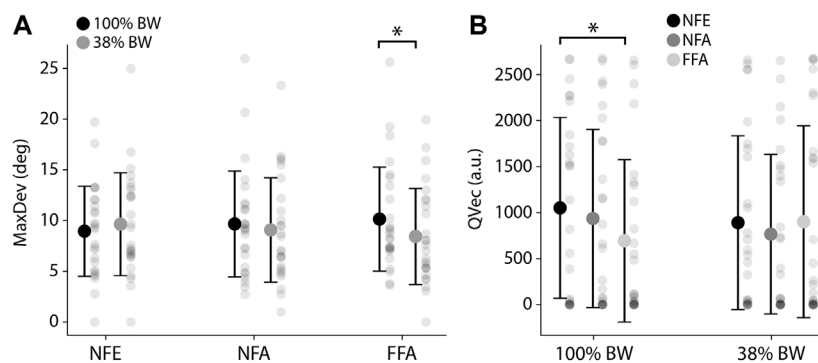 A
100% BW
38% BW
*
MaxDev (deg)
25
20
15
10
5
0
NFE
NFA
FFA
B
NFE
NFA
FFA
*
QVec (a.u.)
2500
2000
1500
1000
500
0
100% BW
38% BW